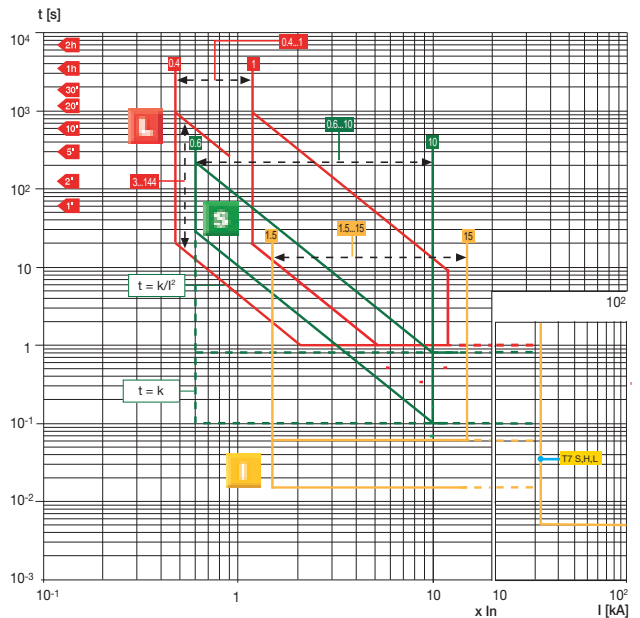 t [s]
10⁴
2h
1h
30'
20'
10³
10'
5'
10²
2'
1'
10
1
10⁻¹
10⁻²
10⁻³
0.4
0.4...1
1
L
3...144
0.6
0.6...10
10
S
1.5
1.5...15
15
t = k/I²
t = k
I
10²
T7 S,H,L
10⁻¹
1
10
x In
10
10²
I [kA]